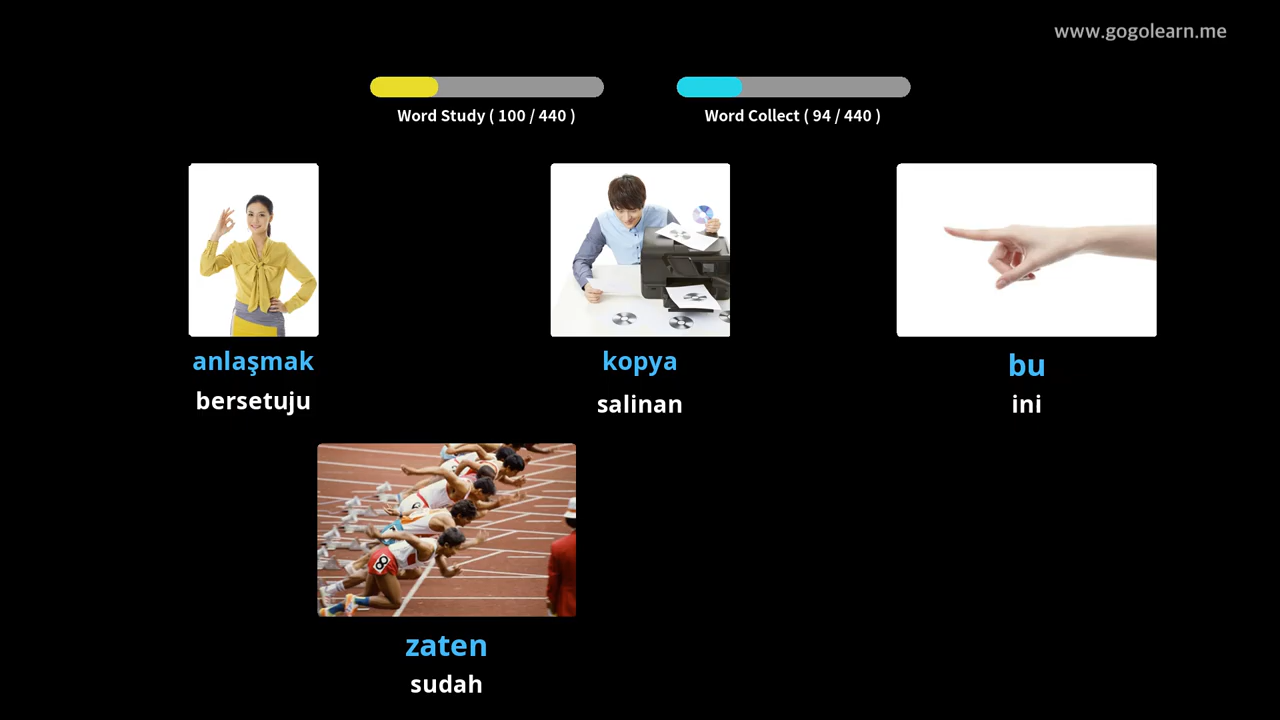 www.gogolearn.me
Word Study ( 100 / 440 )
Word Collect ( 94 / 440 )
anlaşmak
bersetuju
kopya
salinan
bu
ini
8
zaten
sudah